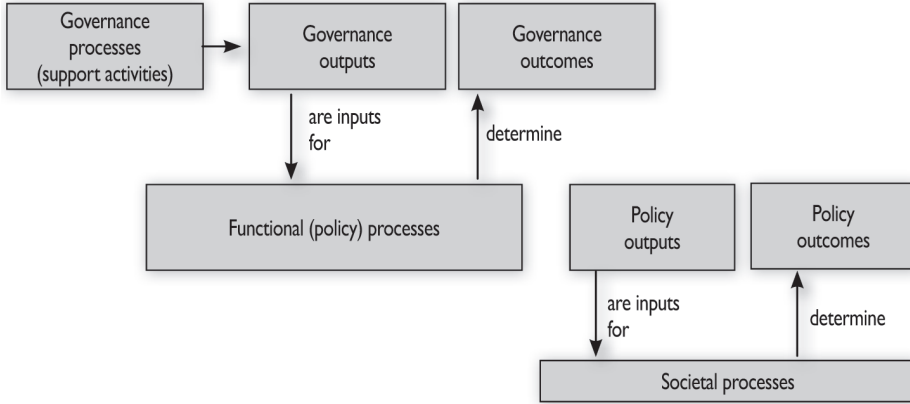 Governance
processes
(support activities)
Governance
outputs
Governance
outcomes
are inputs
for
determine
Functional (policy) processes
Policy
outputs
Policy
outcomes
are inputs
for
determine
Societal processes